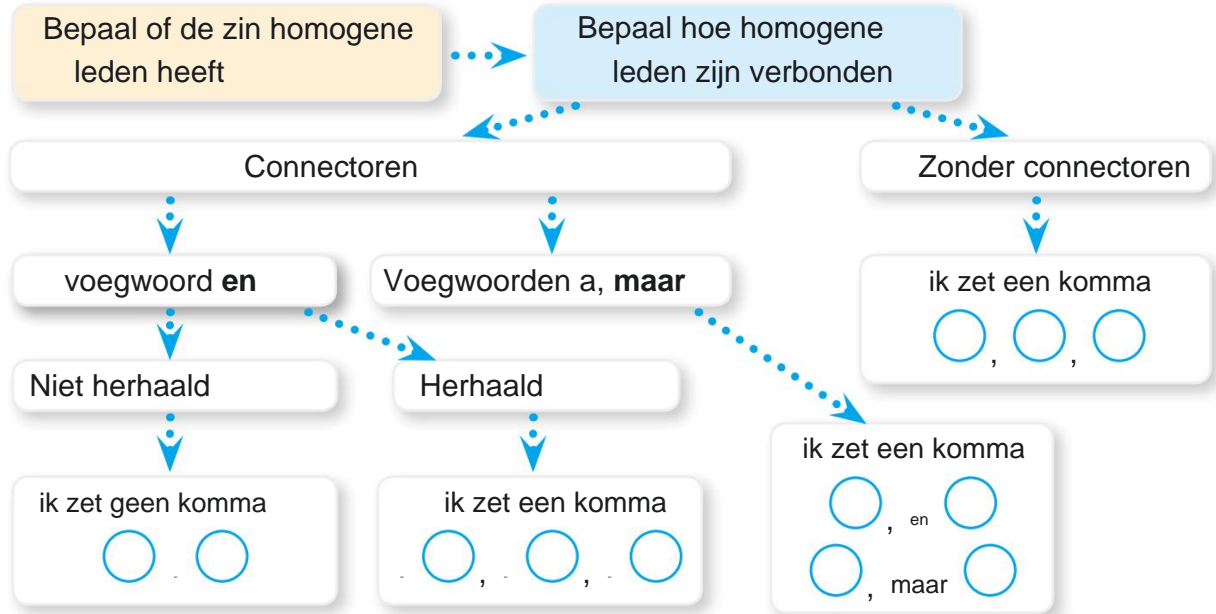 Bepaal of de zin homogene
leden heeft
Bepaal hoe homogene
leden zijn verbonden
Connectoren
Zonder connectoren
voegwoord en
Voegwoorden a, maar
ik zet een komma
, ,
Niet herhaald
Herhaald
ik zet geen komma
ik zet een komma
, ,
ik zet een komma
, en
, maar